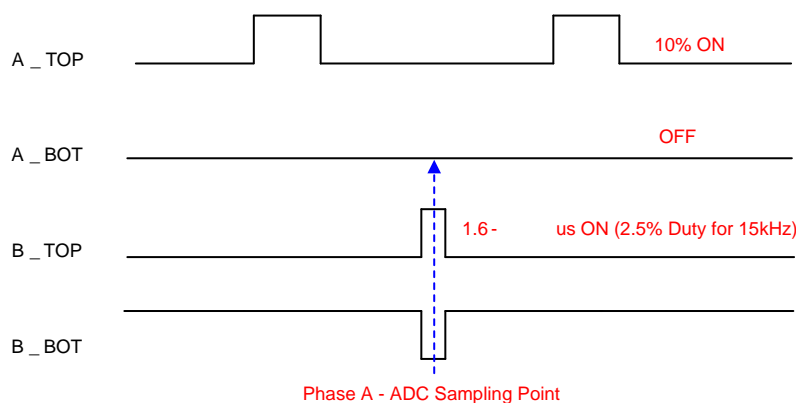 A _ TOP
10% ON
A _ BOT
OFF
B _ TOP
1.6 - us ON (2.5% Duty for 15kHz)
B _ BOT
Phase A - ADC Sampling Point